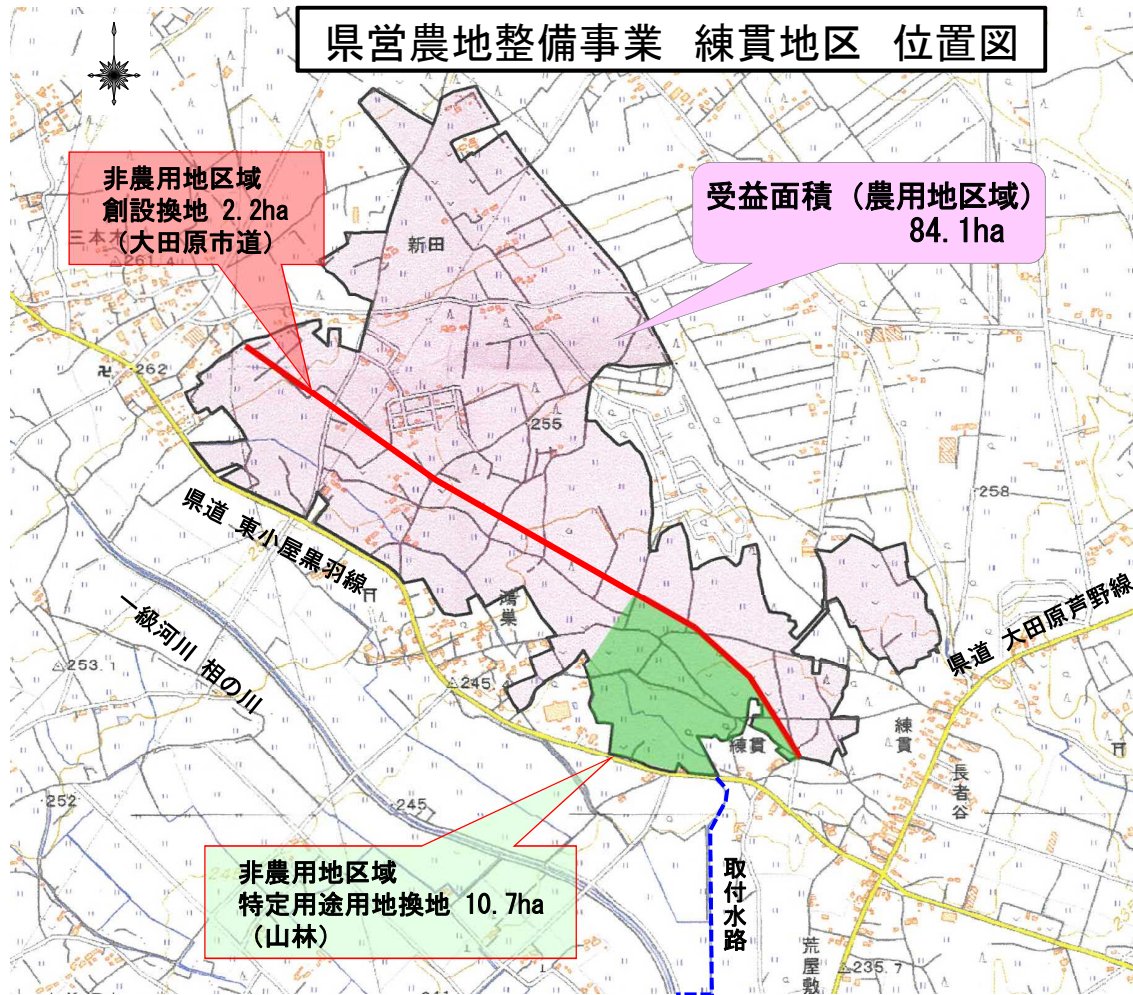 県営農地整備事業 練貫地区 位置図
265
非農用地区域
創設換地 2.2ha
(大田原市道)
受益面積(農用地区域)
84.1ha
三本木
261.4
新田
262
255
258
県道 東小屋黒羽線
鴻巣
一級河川 相の川
県道 大田原芦野線
253.1
245.4
練貫
練貫
長者谷
252
245
非農用地区域
特定用途用地換地 10.7ha
(山林)
取付水路
荒屋敷
235.7